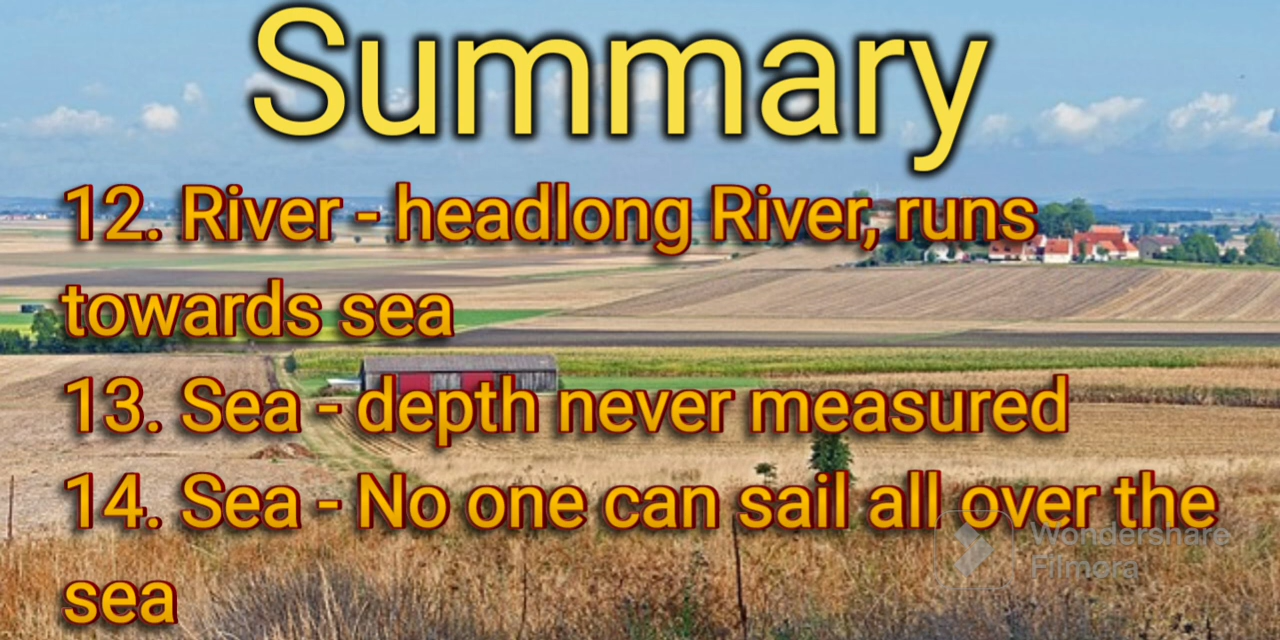 Summary
12. River - headlong River, runs
towards sea
13. Sea - depth never measured
14. Sea - No one can sail all over the
sea
Wondershare
Filmora